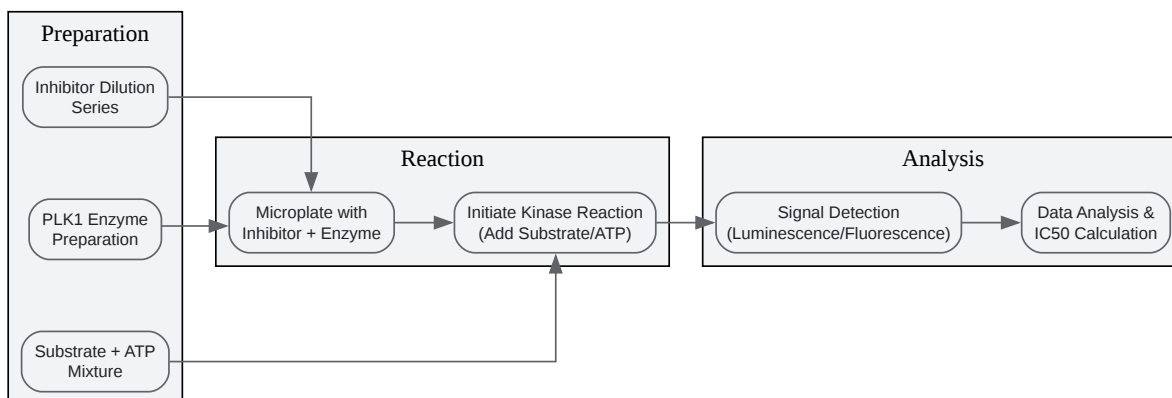 Preparation
Inhibitor Dilution
Series
PLK1 Enzyme
Preparation
Substrate + ATP
Mixture
Reaction
Microplate with
Inhibitor + Enzyme
Initiate Kinase Reaction
(Add Substrate/ATP)
Analysis
Signal Detection
(Luminescence/Fluorescence)
Data Analysis &
IC50 Calculation